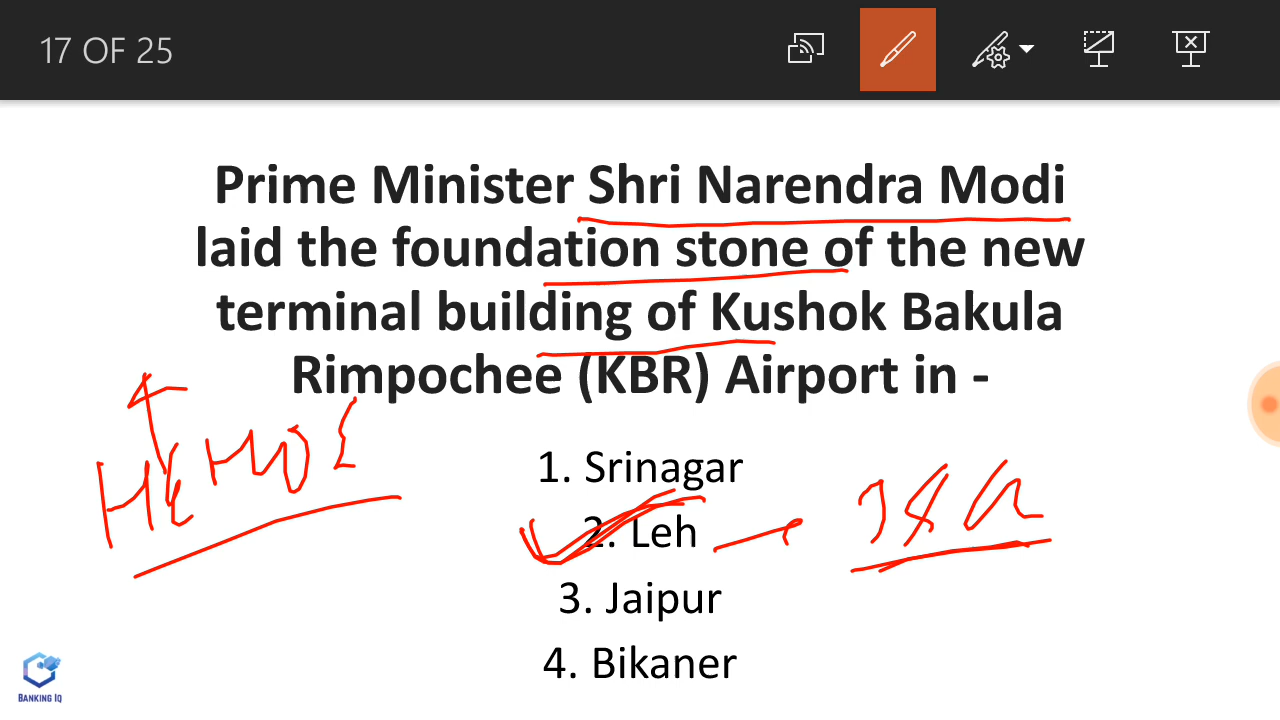 17 OF 25
Prime Minister Shri Narendra Modi
laid the foundation stone of the new
terminal building of Kushok Bakula
Rimpochee (KBR) Airport in -
1. Srinagar
2. Leh
3. Jaipur
4. Bikaner
BANKING IQ